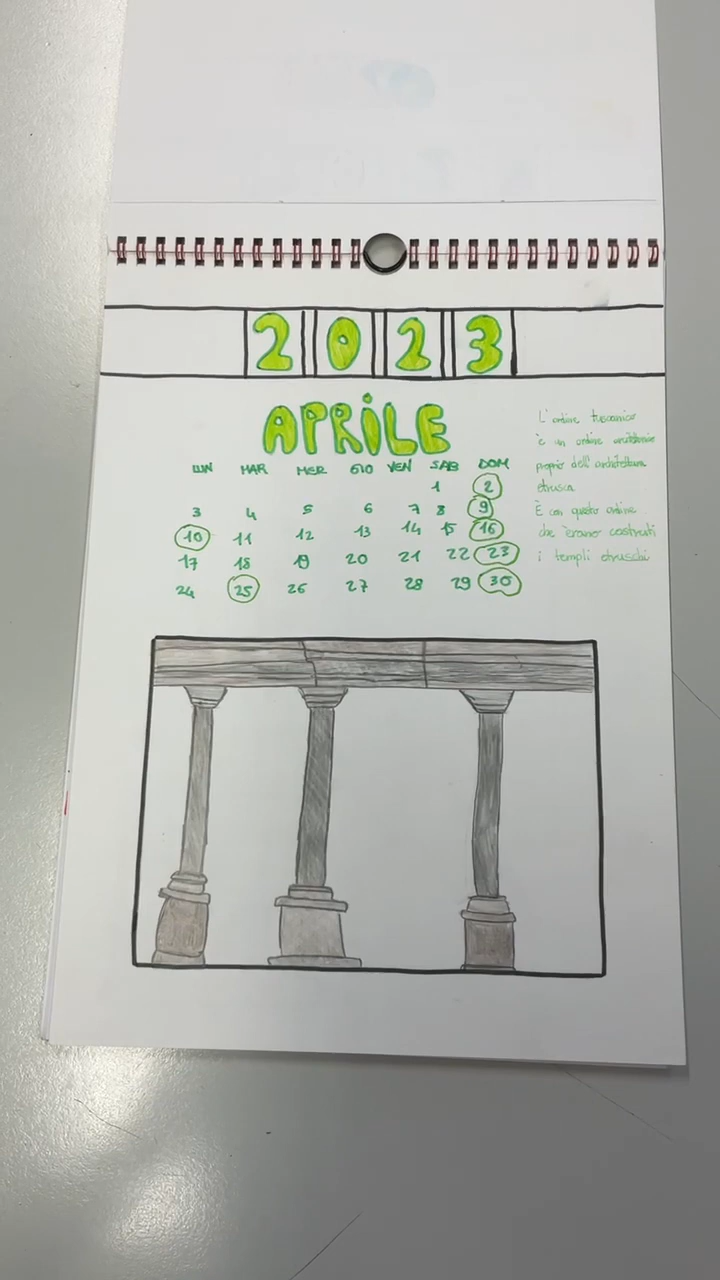 2023
APRILE
LUN MAR MER GIO VEN SAB DOM
1 2
3 4 5 6 7 8 9
10 11 12 13 14 15 16
17 18 19 20 21 22 23
24 25 26 27 28 29 30
L'ordine tuscanico
è un ordine architettonico
proprio dell'architettura
etrusca
È con questo ordine
che erano costruiti
i templi etruschi